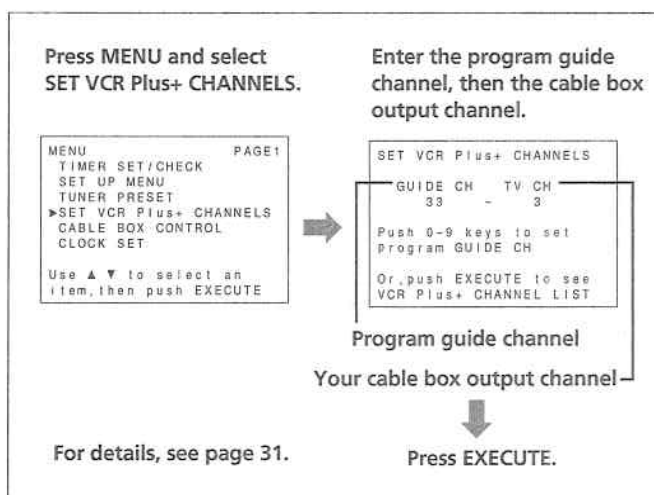 Press MENU and select
SET VCR Plus+ CHANNELS.
MENU PAGE1
TIMER SET/CHECK
SET UP MENU
TUNER PRESET
▶SET VCR Plus+ CHANNELS
CABLE BOX CONTROL
CLOCK SET
Use ▲ ▼ to select an
item,then push EXECUTE
For details, see page 31.
Enter the program guide
channel, then the cable box
output channel.
SET VCR Plus+ CHANNELS
GUIDE CH TV CH
33 – 3
Push 0-9 keys to set
Program GUIDE CH
Or,push EXECUTE to see
VCR Plus+ CHANNEL LIST
Program guide channel
Your cable box output channel
Press EXECUTE.